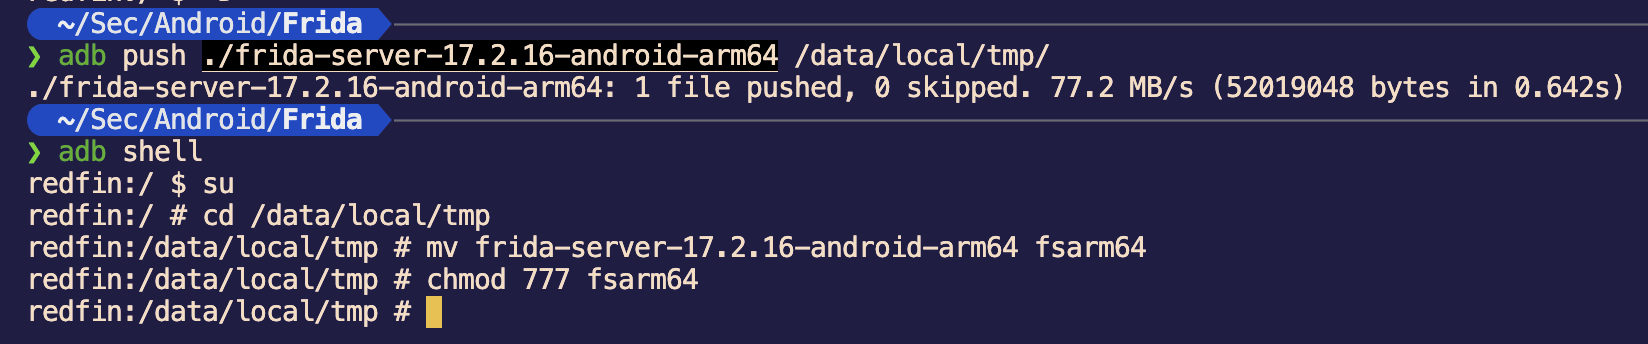 ~/Sec/Android/Frida
❯ adb push ./frida-server-17.2.16-android-arm64 /data/local/tmp/
./frida-server-17.2.16-android-arm64: 1 file pushed, 0 skipped. 77.2 MB/s (52019048 bytes in 0.642s)
~/Sec/Android/Frida
❯ adb shell
redfin:/ $ su
redfin:/ # cd /data/local/tmp
redfin:/data/local/tmp # mv frida-server-17.2.16-android-arm64 fsarm64
redfin:/data/local/tmp # chmod 777 fsarm64
redfin:/data/local/tmp #